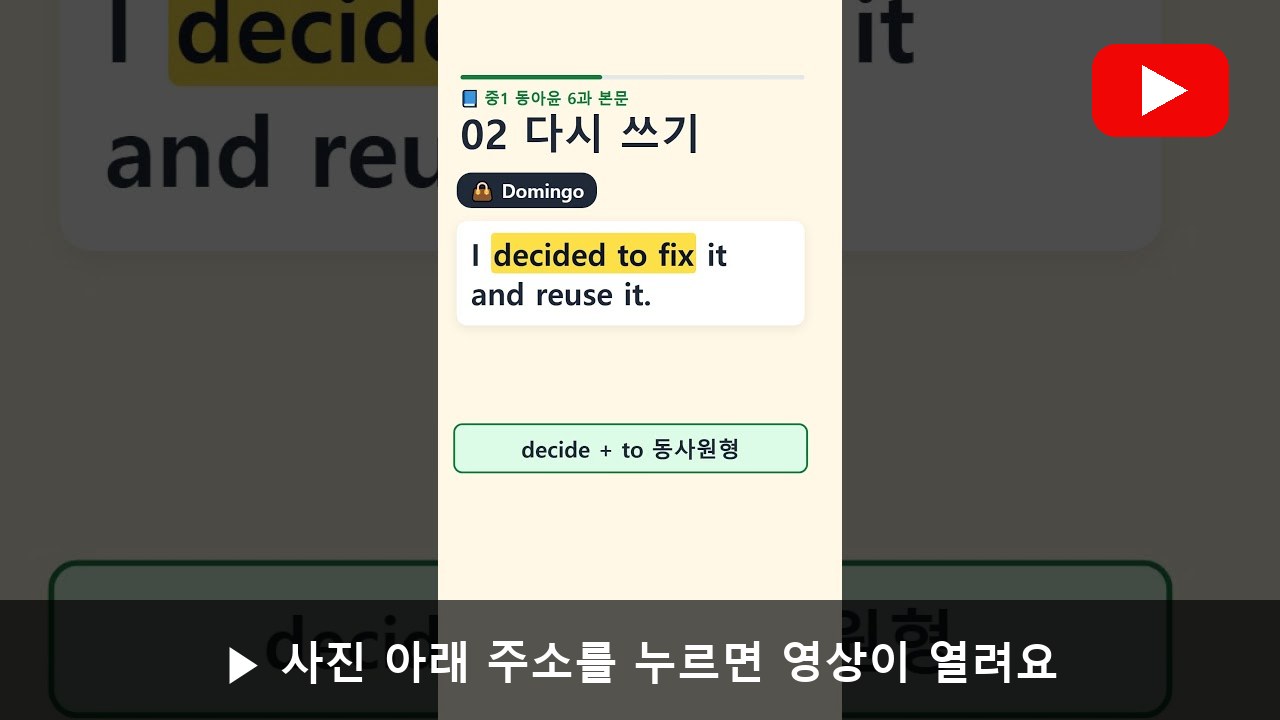 중1 동아윤 6과 본문
02 다시 쓰기
Domingo
I decided to fix it
and reuse it.
decide + to 동사원형
▶ 사진 아래 주소를 누르면 영상이 열려요